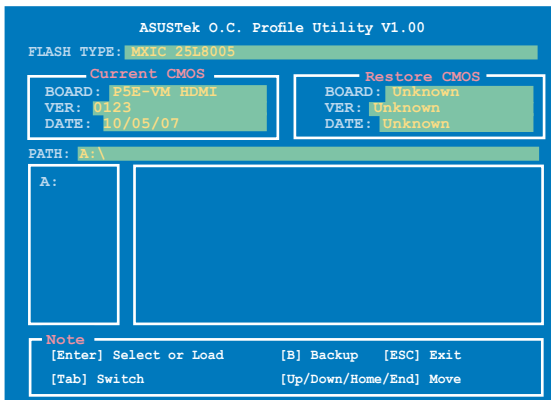 ASUSTek O.C. Profile Utility V1.00
FLASH TYPE: MXIC 25L8005
Current CMOS
BOARD: P5E-VM HDMI
VER: 0123
DATE: 10/05/07
Restore CMOS
BOARD: Unknown
VER: Unknown
DATE: Unknown
PATH: A:\
A:
Note
[Enter] Select or Load [B] Backup [ESC] Exit
[Tab] Switch [Up/Down/Home/End] Move